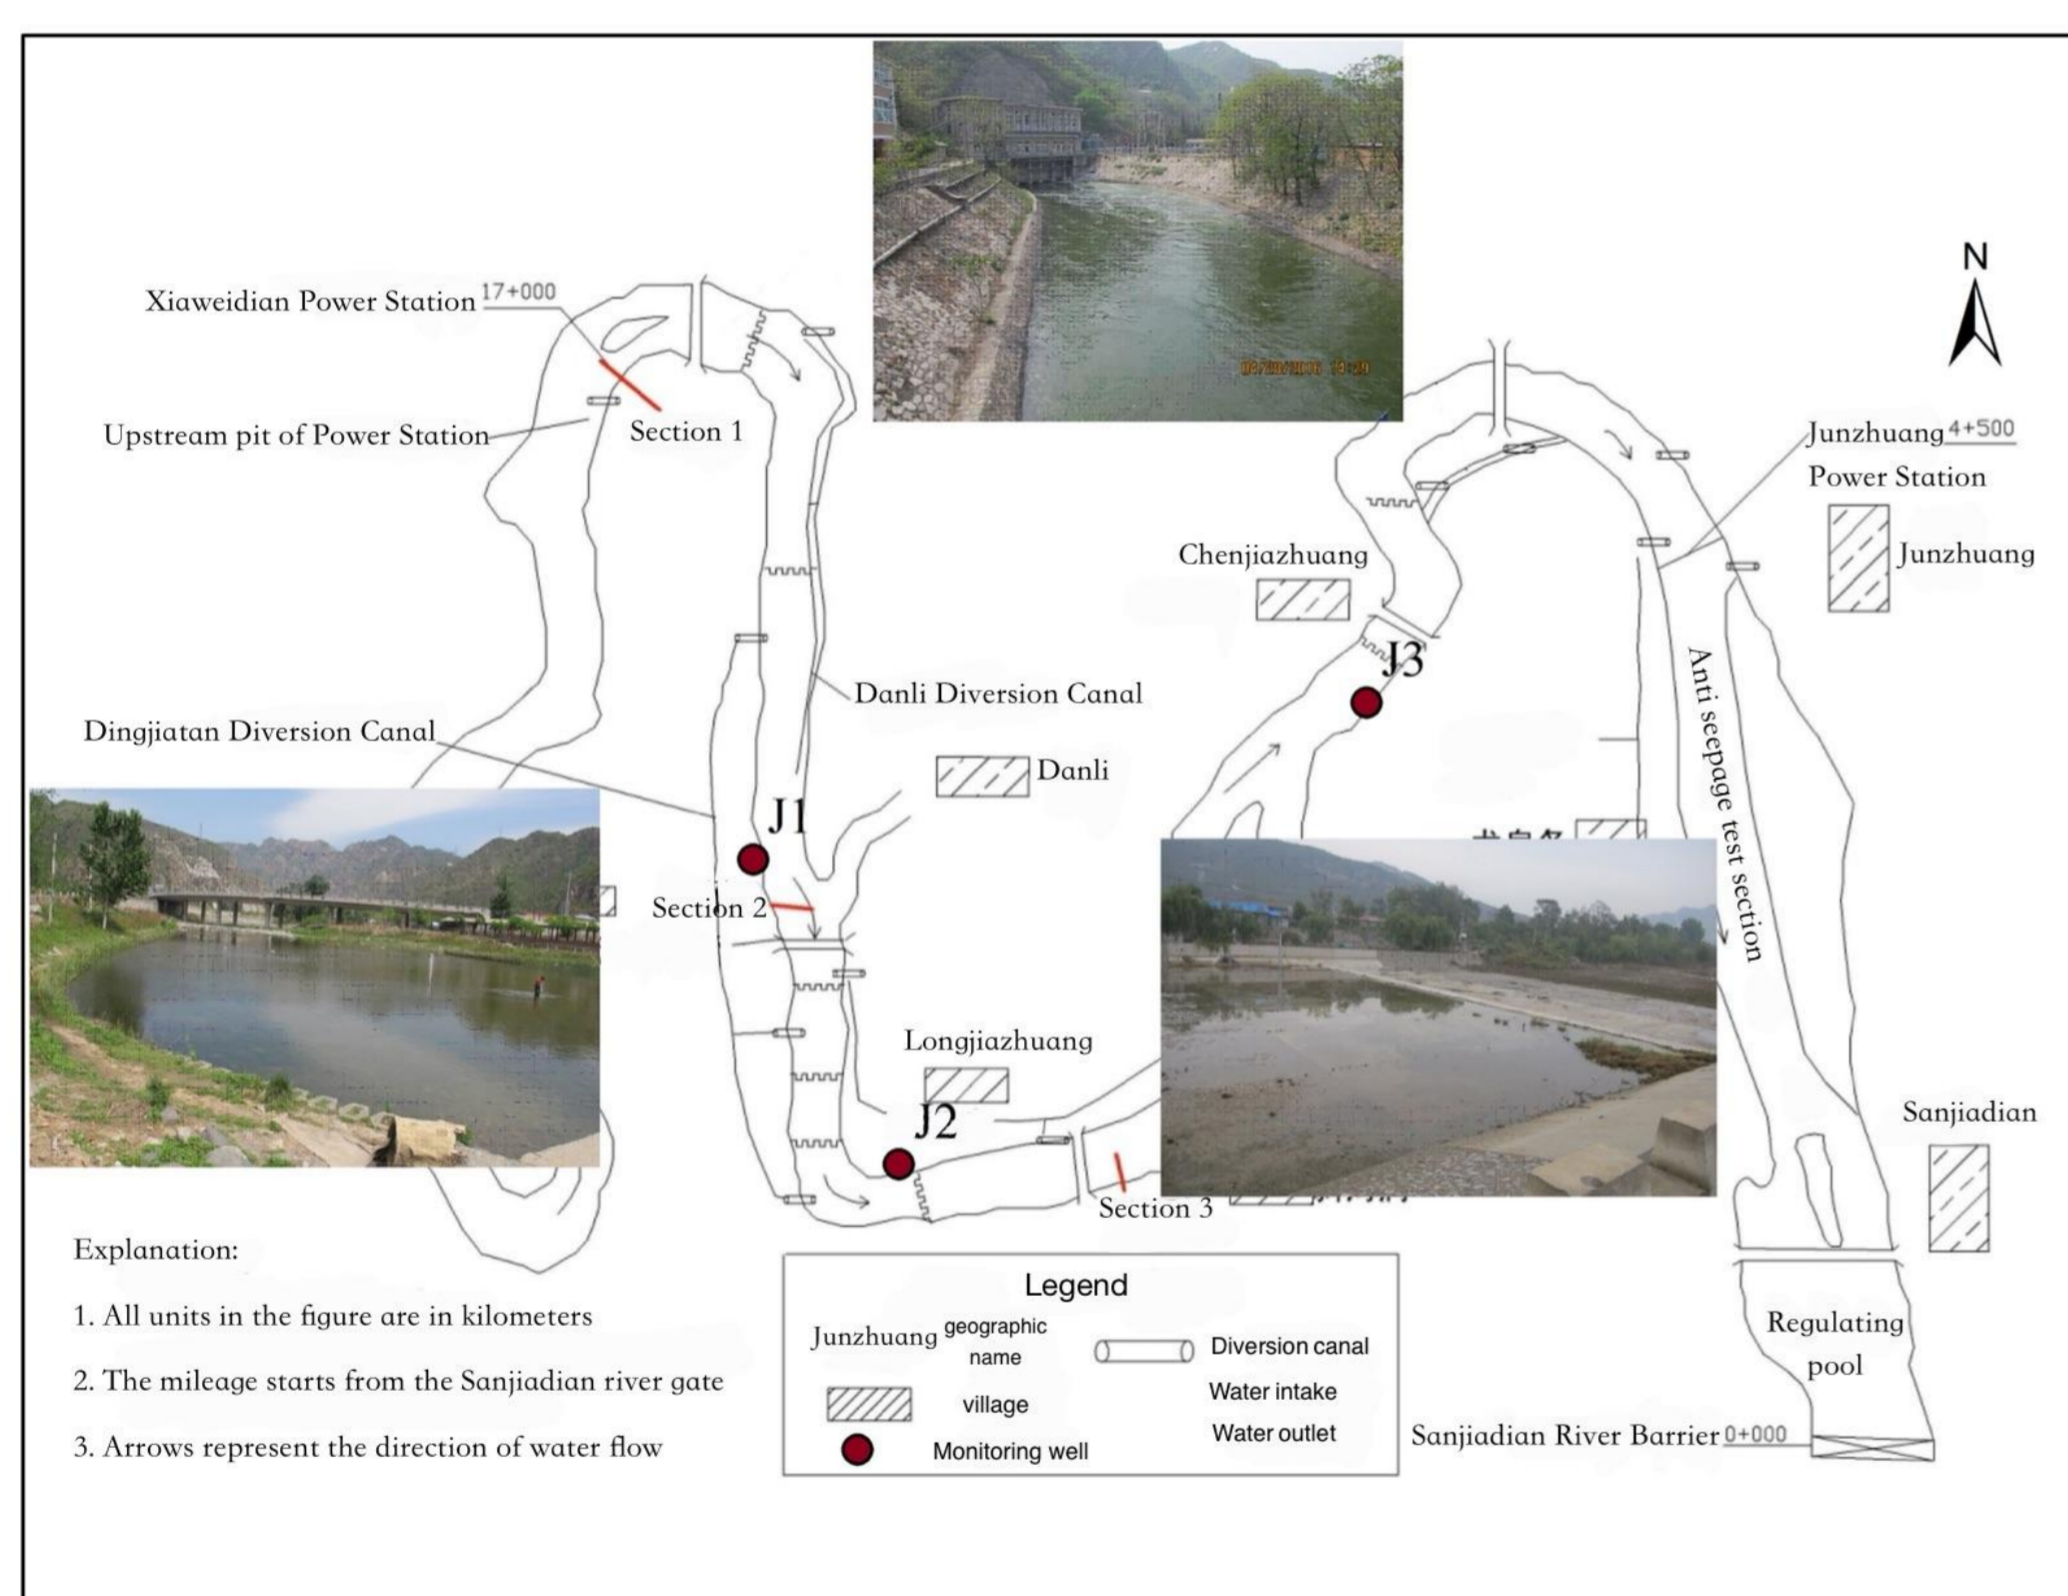 N
Xiaweidian Power Station 17+000
Upstream pit of Power Station
Section 1
Junzhuang 4+500
Power Station
Junzhuang
Chenjiazhuang
J3
Danli Diversion Canal
Dingjiatan Diversion Canal
Danli
Anti seepage test section
J1
Section 2
Longjiazhuang
J2
Section 3
Sanjiadian
Explanation:
1. All units in the figure are in kilometers
2. The mileage starts from the Sanjiadian river gate
3. Arrows represent the direction of water flow
Legend
Junzhuang geographic
name
village
Monitoring well
Diversion canal
Water intake
Water outlet
Regulating
pool
Sanjiadian River Barrier 0+000